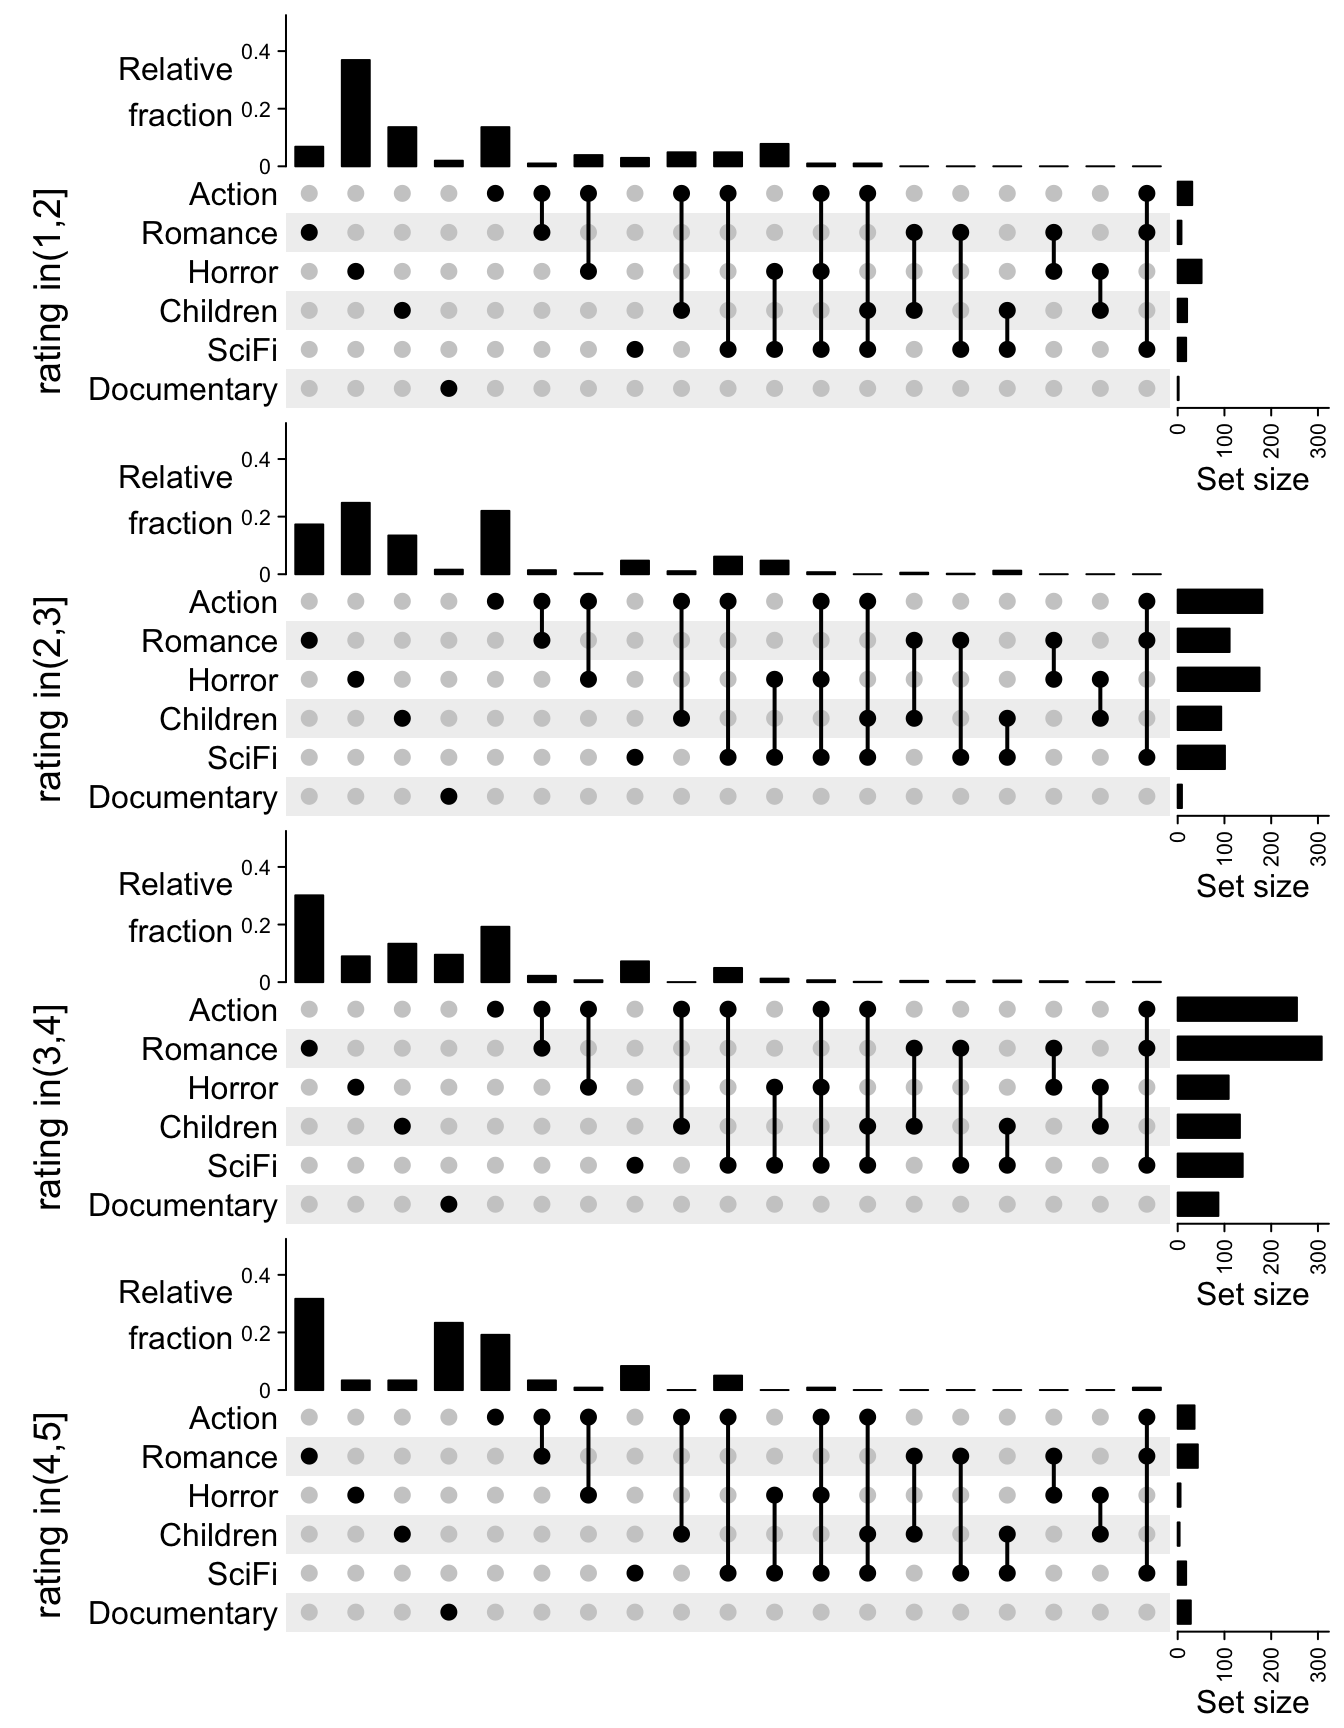 Relative
fraction
0.4
0.2
0
rating in(1,2]
Action
Romance
Horror
Children
SciFi
Documentary
0 100 200 300
Set size
Relative
fraction
0.4
0.2
0
rating in(2,3]
Action
Romance
Horror
Children
SciFi
Documentary
0 100 200 300
Set size
Relative
fraction
0.4
0.2
0
rating in(3,4]
Action
Romance
Horror
Children
SciFi
Documentary
0 100 200 300
Set size
Relative
fraction
0.4
0.2
0
rating in(4,5]
Action
Romance
Horror
Children
SciFi
Documentary
0 100 200 300
Set size